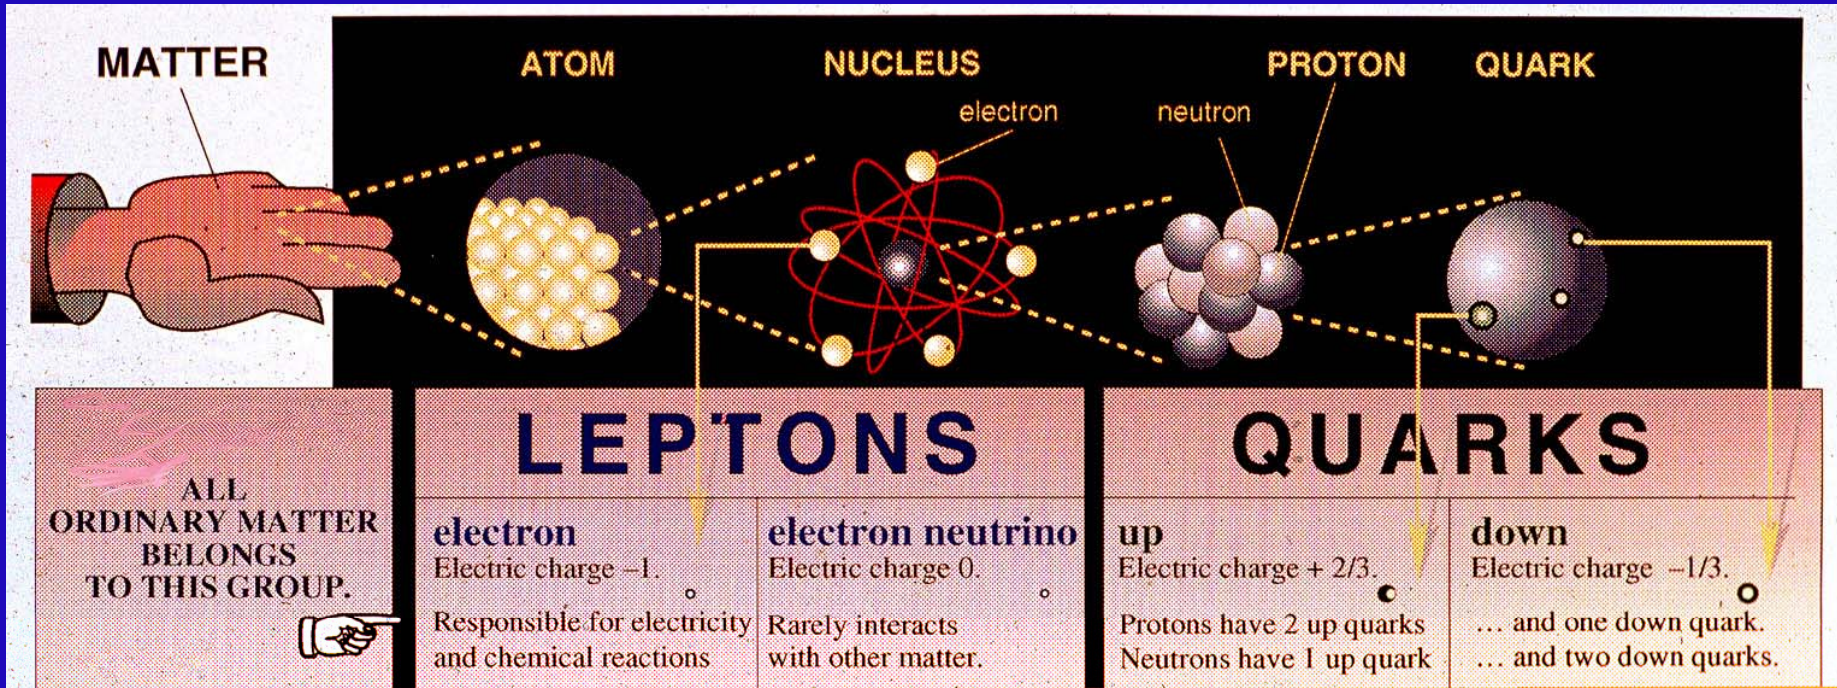 MATTER
ATOM
NUCLEUS
PROTON
QUARK
electron
neutron
ALL
ORDINARY MATTER
BELONGS
TO THIS GROUP.
LEPTONS
electron
Electric charge –1.
Responsible for electricity
and chemical reactions
electron neutrino
Electric charge 0.
Rarely interacts
with other matter.
QUARKS
up
Electric charge + 2/3.
Protons have 2 up quarks
Neutrons have 1 up quark
down
Electric charge –1/3.
... and one down quark.
... and two down quarks.